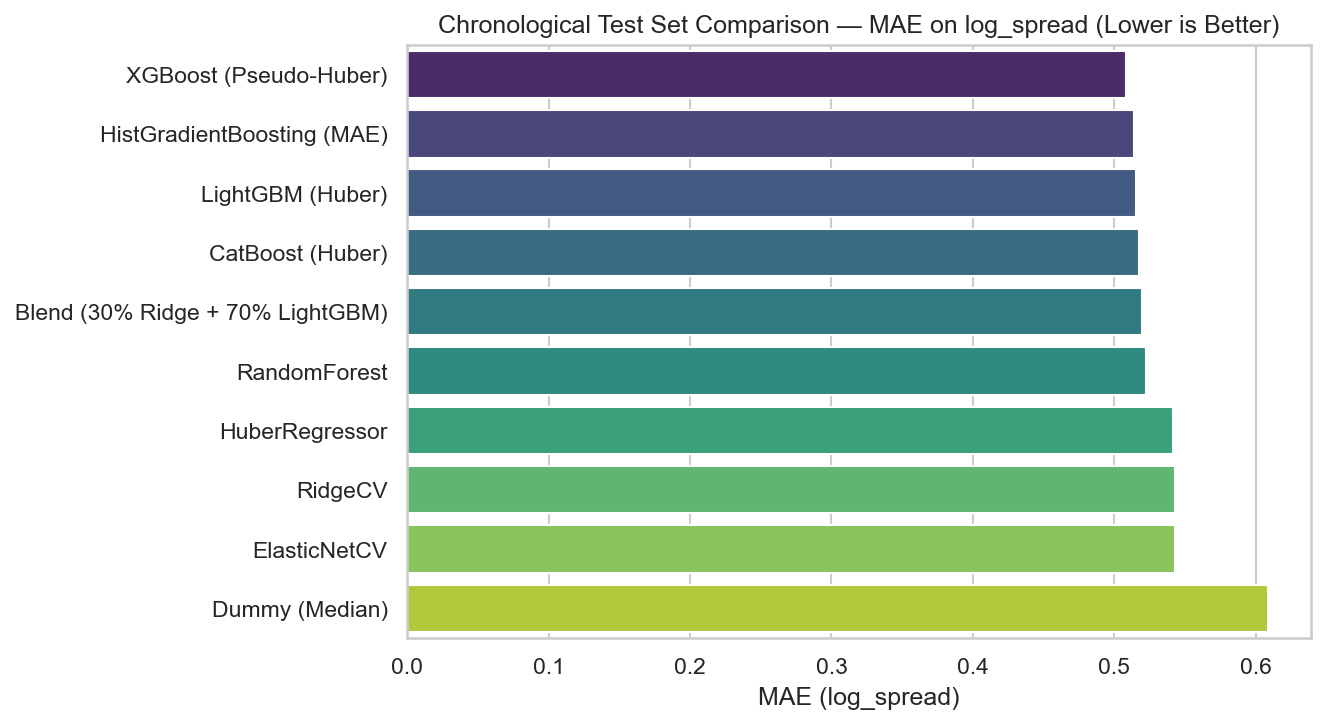 Chronological Test Set Comparison — MAE on log_spread (Lower is Better)
XGBoost (Pseudo-Huber)
HistGradientBoosting (MAE)
LightGBM (Huber)
CatBoost (Huber)
Blend (30% Ridge + 70% LightGBM)
RandomForest
HuberRegressor
RidgeCV
ElasticNetCV
Dummy (Median)
0.0 0.1 0.2 0.3 0.4 0.5 0.6
MAE (log_spread)